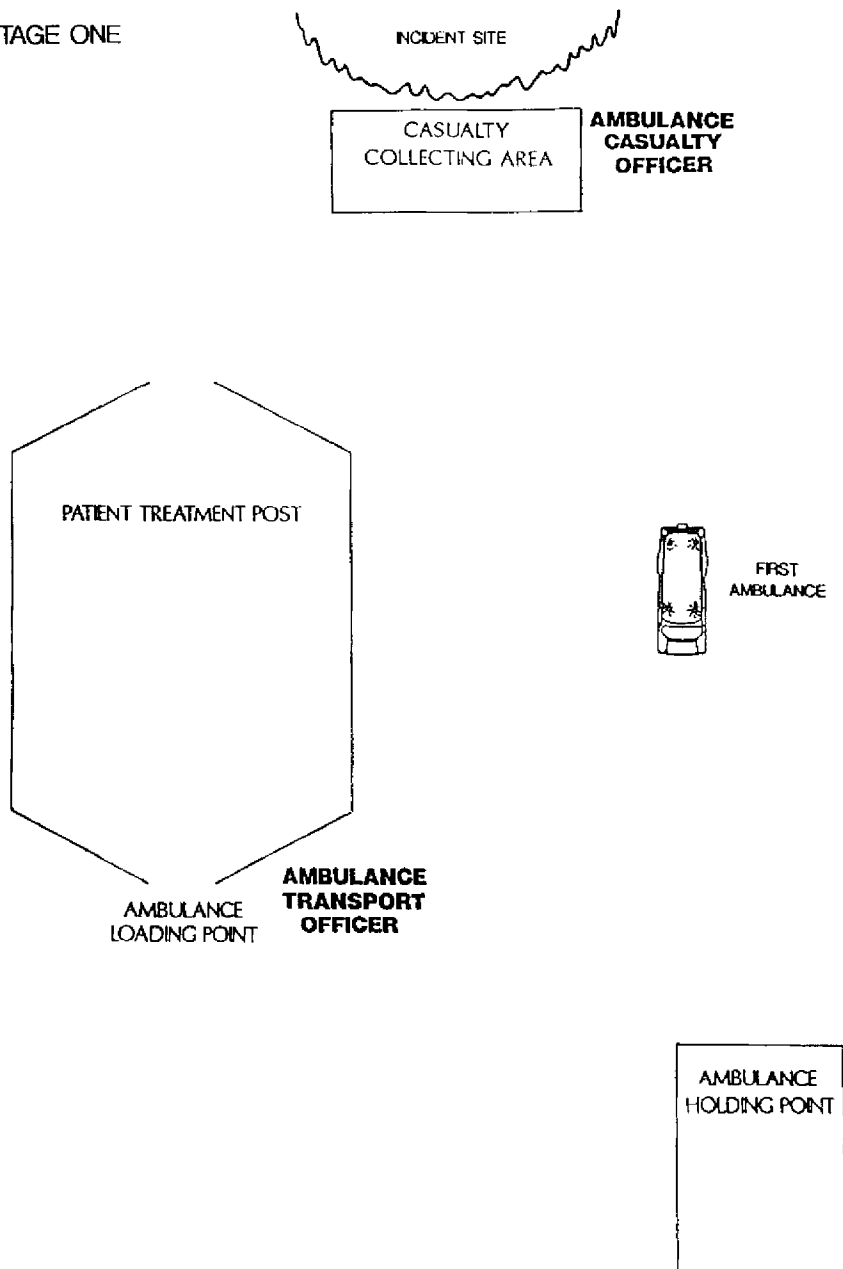 TAGE ONE
INCIDENT SITE
CASUALTY
COLLECTING AREA
AMBULANCE
CASUALTY
OFFICER
PATIENT TREATMENT POST
FIRST
AMBULANCE
AMBULANCE
LOADING POINT
AMBULANCE
TRANSPORT
OFFICER
AMBULANCE
HOLDING POINT